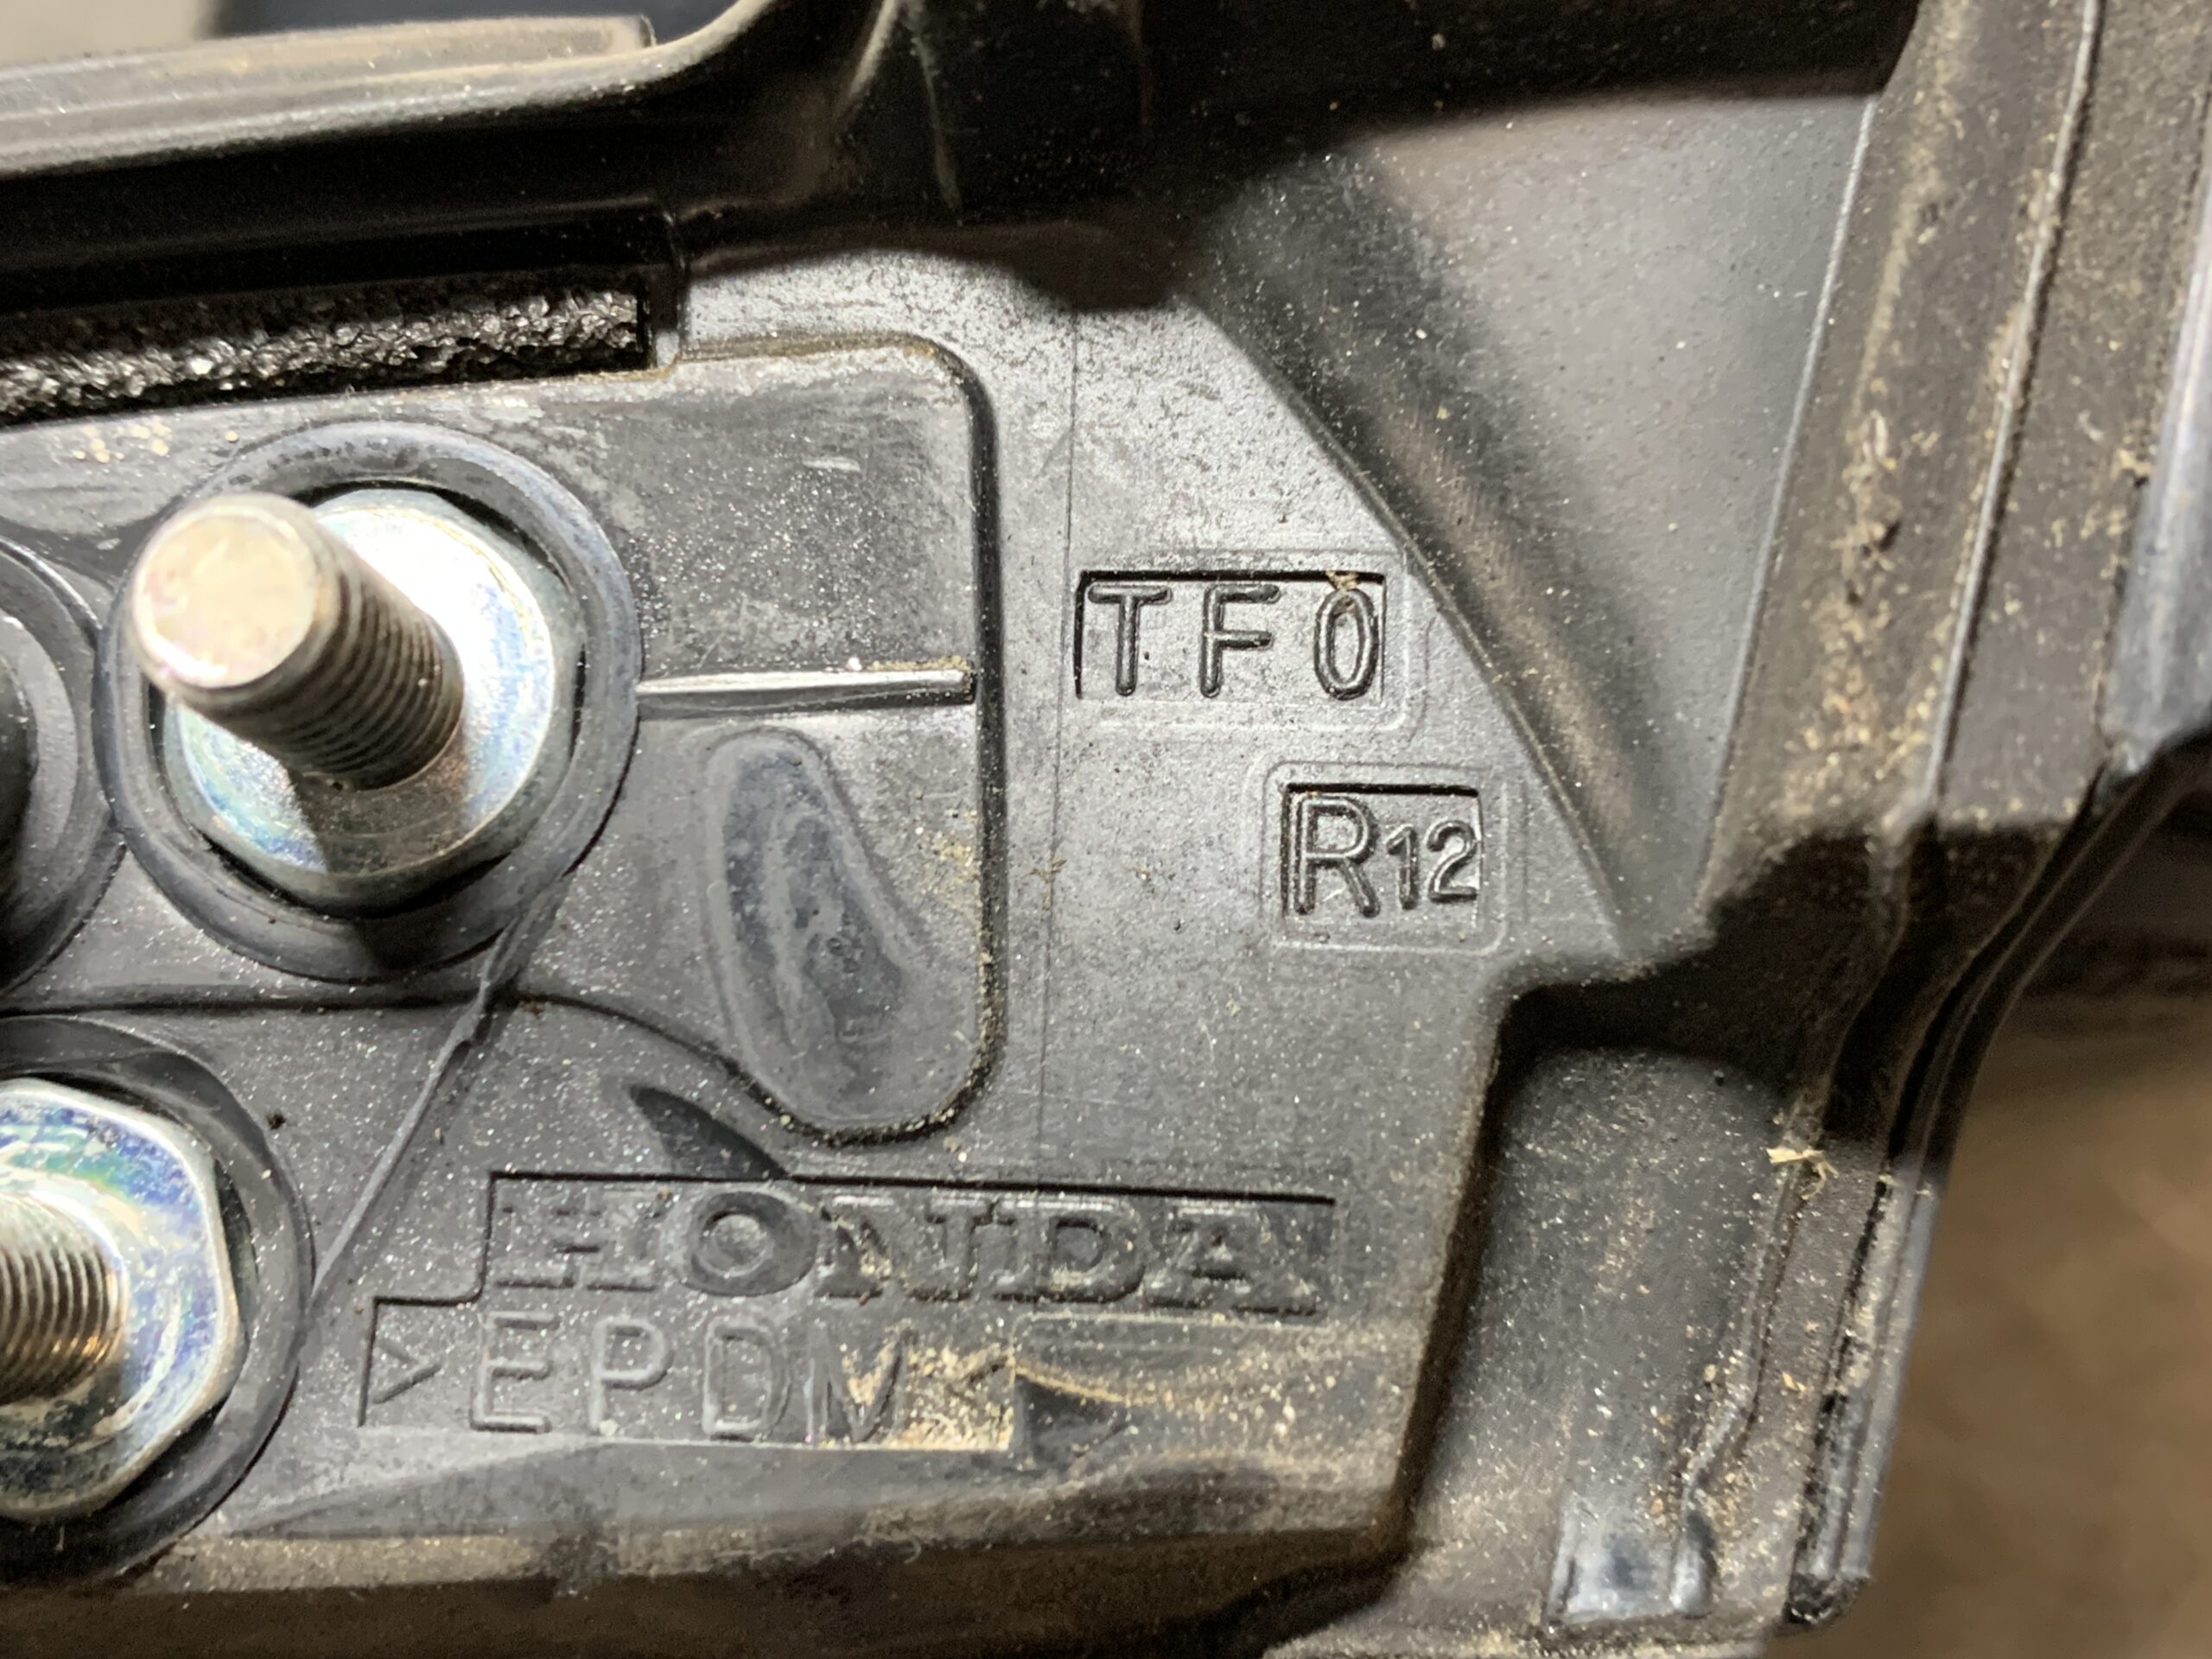 TF0
R12
HONDA
>EPDM<